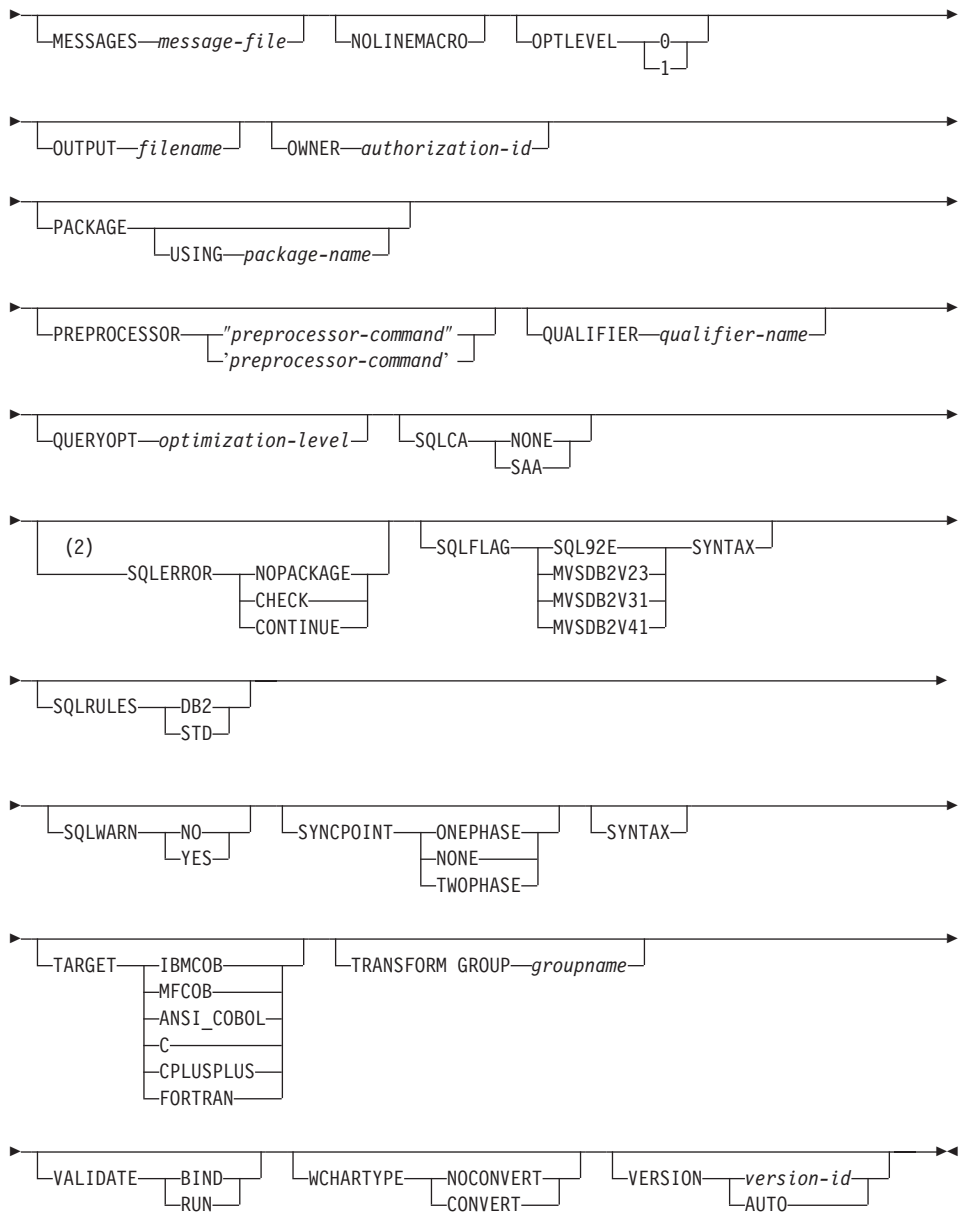 MESSAGES message-file NOLINEMACRO OPTLEVEL 0
1
OUTPUT filename OWNER authorization-id
PACKAGE
USING package-name
PREPROCESSOR "preprocessor-command" QUALIFIER qualifier-name
'preprocessor-command'
QUERYOPT optimization-level SQLCA NONE
SAA
(2)
SQLERROR NOPACKAGE SQLFLAG SQL92E SYNTAX
CHECK MVSDB2V23
CONTINUE MVSDB2V31
MVSDB2V41
SQLRULES DB2
STD
SQLWARN NO SYNCPOINT ONEPHASE SYNTAX
YES NONE
TWOPHASE
TARGET IBMCOB TRANSFORM GROUP groupname
MFCOB
ANSI_COBOL
C
CPLUSPLUS
FORTRAN
VALIDATE BIND WCHARTYPE NOCONVERT VERSION version-id
RUN CONVERT AUTO